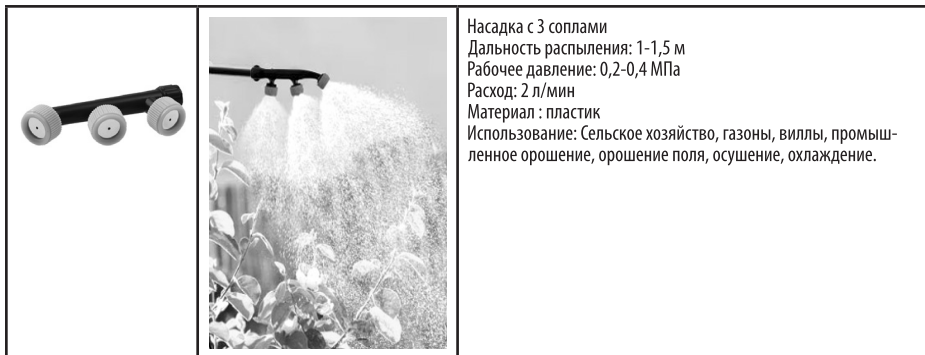 Насадка с 3 соплами
Дальность распыления: 1-1,5 м
Рабочее давление: 0,2-0,4 МПа
Расход: 2 л/мин
Материал : пластик
Использование: Сельское хозяйство, газоны, виллы, промыш-
ленное орошение, орошение поля, осушение, охлаждение.